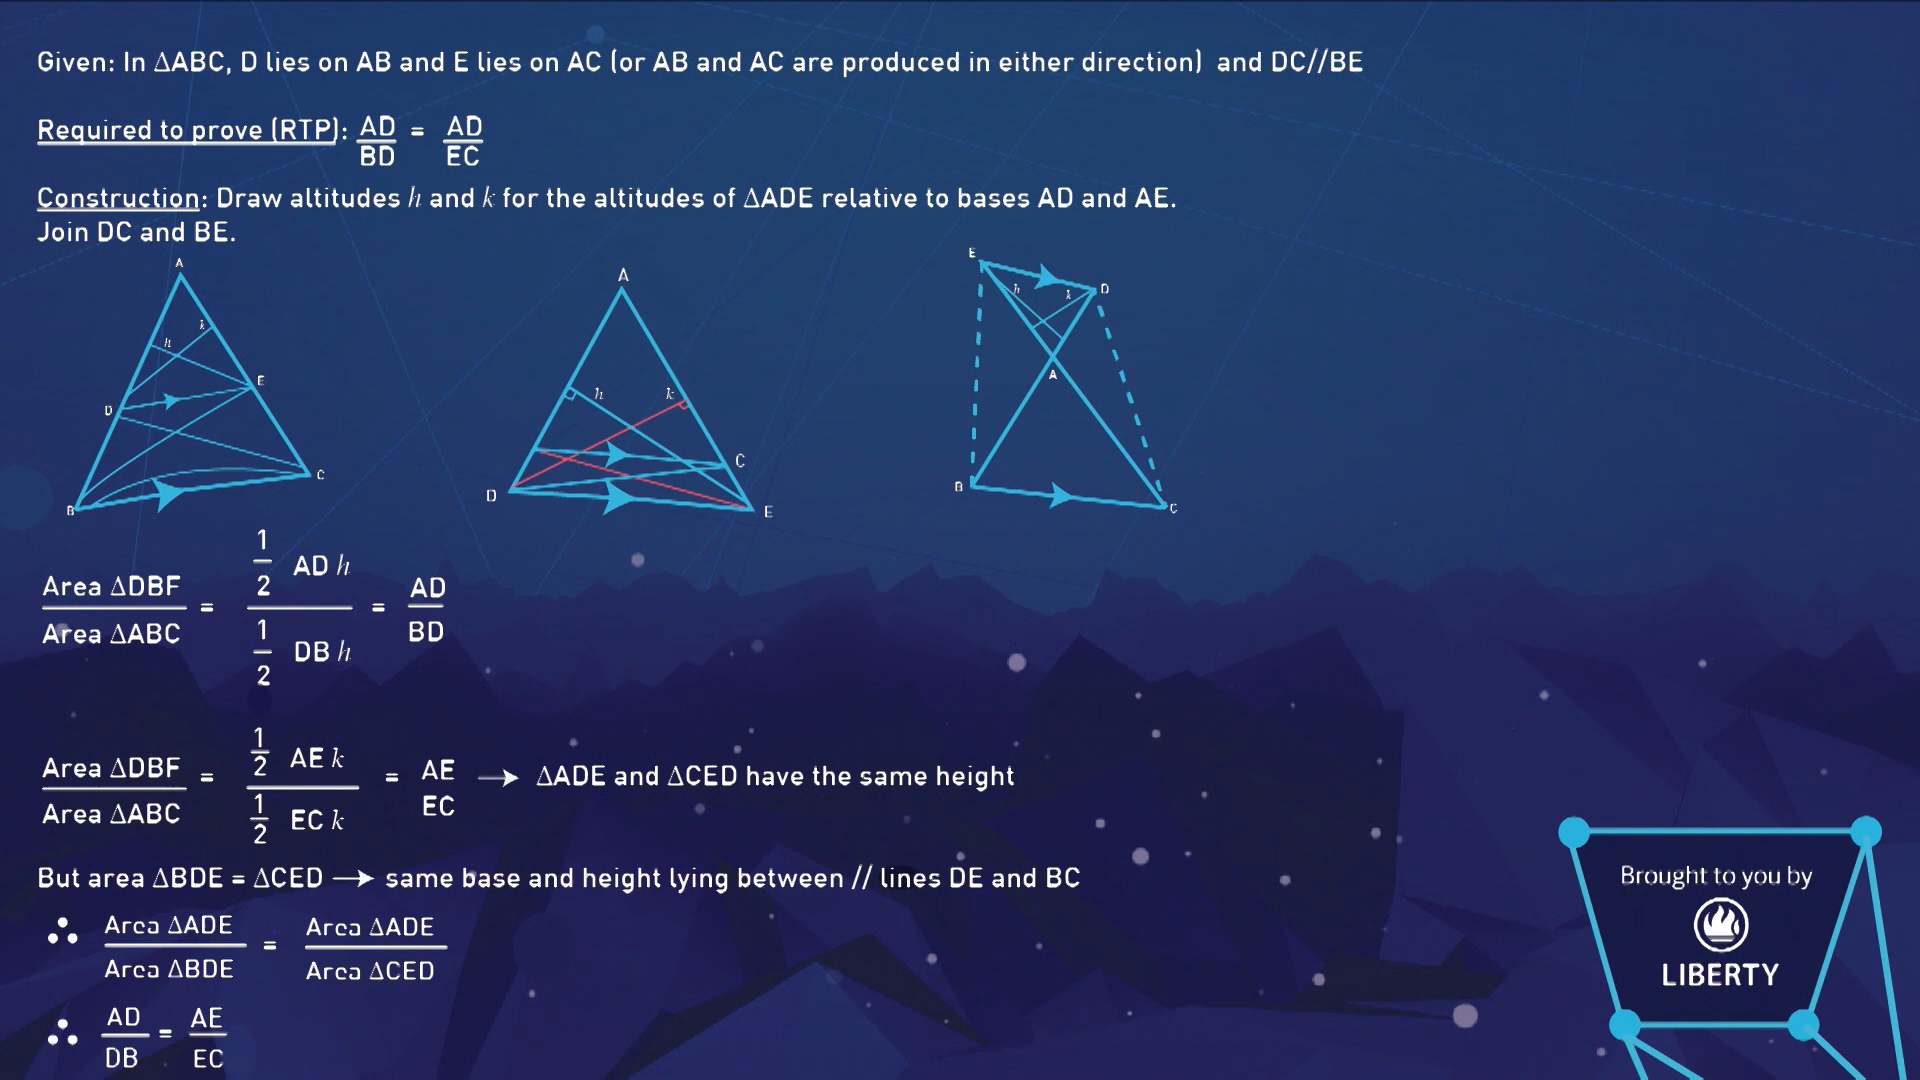 Given: In ΔABC, D lies on AB and E lies on AC (or AB and AC are produced in either direction) and DC//BE
Required to prove (RTP): AD/BD = AD/EC
Construction: Draw altitudes h and k for the altitudes of ΔADE relative to bases AD and AE.
Join DC and BE.
A
k
h
E
D
C
B
A
h
k
C
D
E
E
h
k
D
A
B
C
Area ΔDBF / Area ΔABC = 1/2 AD h / 1/2 DB h = AD/BD
Area ΔDBF / Area ΔABC = 1/2 AE k / 1/2 EC k = AE EC → ΔADE and ΔCED have the same height
But area ΔBDE = ΔCED → same base and height lying between // lines DE and BC
∴ Area ΔADE / Area ΔBDE = Area ΔADE / Area ΔCED
∴ AD/DB = AE/EC
Brought to you by
LIBERTY